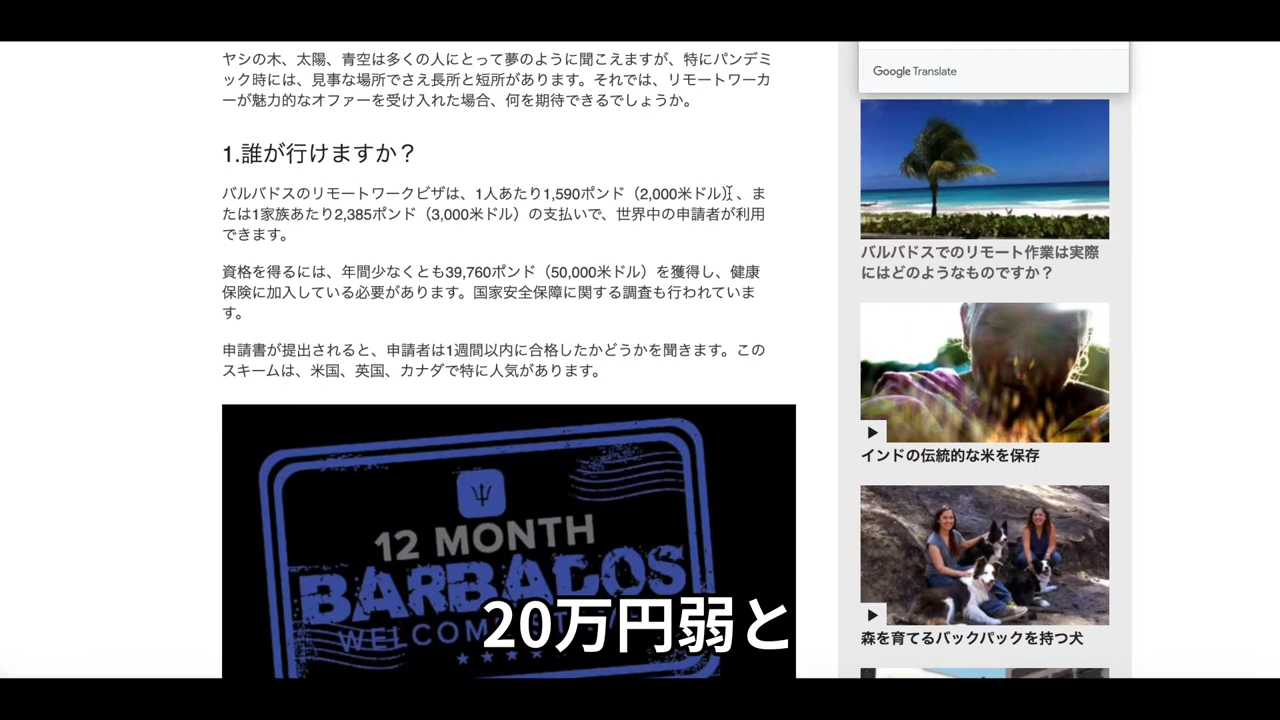 ヤシの木、太陽、青空は多くの人にとって夢のように聞こえますが、特にパンデミ
ック時には、見事な場所でさえ長所と短所があります。それでは、リモートワーカ
ーが魅力的なオファーを受け入れた場合、何を期待できるでしょうか。
1.誰が行けますか？
バルバドスのリモートワークビザは、1人あたり1,590ポンド（2,000米ドル）、ま
たは1家族あたり2,385ポンド（3,000米ドル）の支払いで、世界中の申請者が利用
できます。
資格を得るには、年間少なくとも39,760ポンド（50,000米ドル）を獲得し、健康
保険に加入している必要があります。国家安全保障に関する調査も行われていま
す。
申請書が提出されると、申請者は1週間以内に合格したかどうかを聞きます。この
スキームは、米国、英国、カナダで特に人気があります。
12 MONTH
BARBADOS
WELCOME
20万円弱と
Google Translate
バルバドスでのリモート作業は実際
にはどのようなものですか？
インドの伝統的な米を保存
森を育てるバックパックを持つ犬